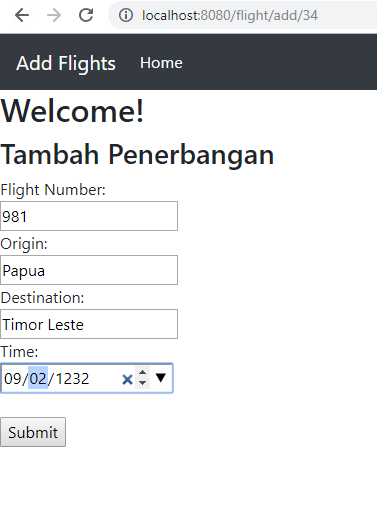 localhost:8080/flight/add/34
Add Flights Home
Welcome!
Tambah Penerbangan
Flight Number:
981
Origin:
Papua
Destination:
Timor Leste
Time:
09/02/1232
Submit